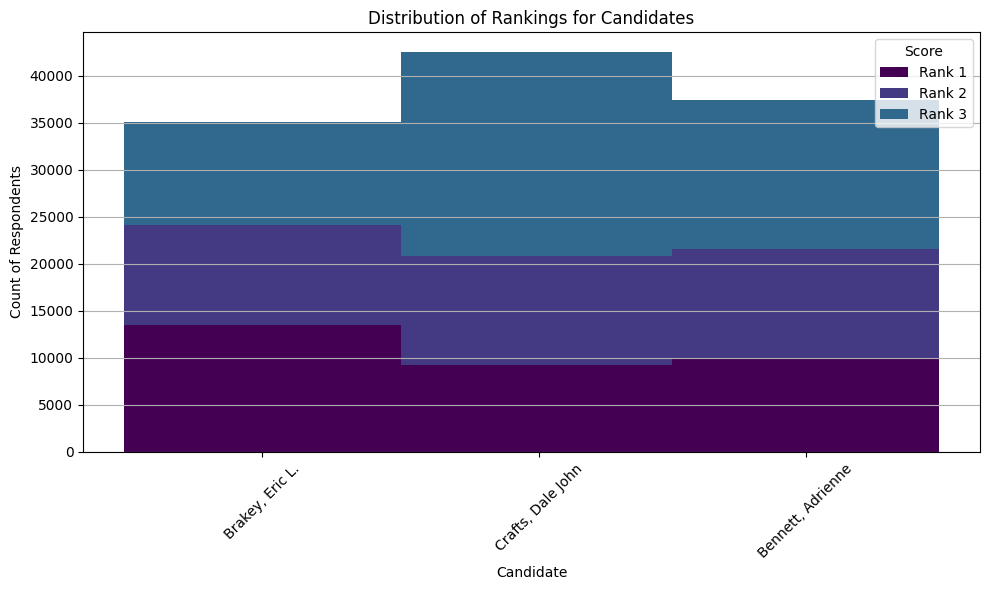 Distribution of Rankings for Candidates
Score
Rank 1
Rank 2
Rank 3
Count of Respondents
40000
35000
30000
25000
20000
15000
10000
5000
0
Brakey, Eric L.
Crafts, Dale John
Bennett, Adrienne
Candidate